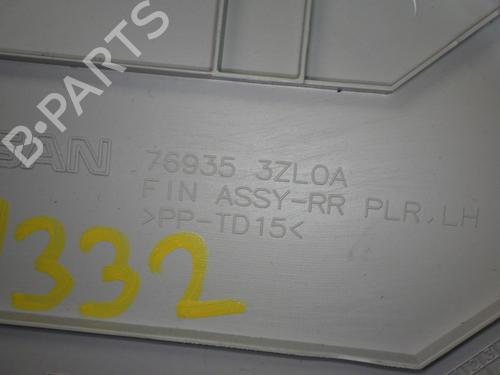 B-PARTS
SAN
76935 3ZL0A
FIN ASSY-RR PLR, LH
>PP-TD15<
332